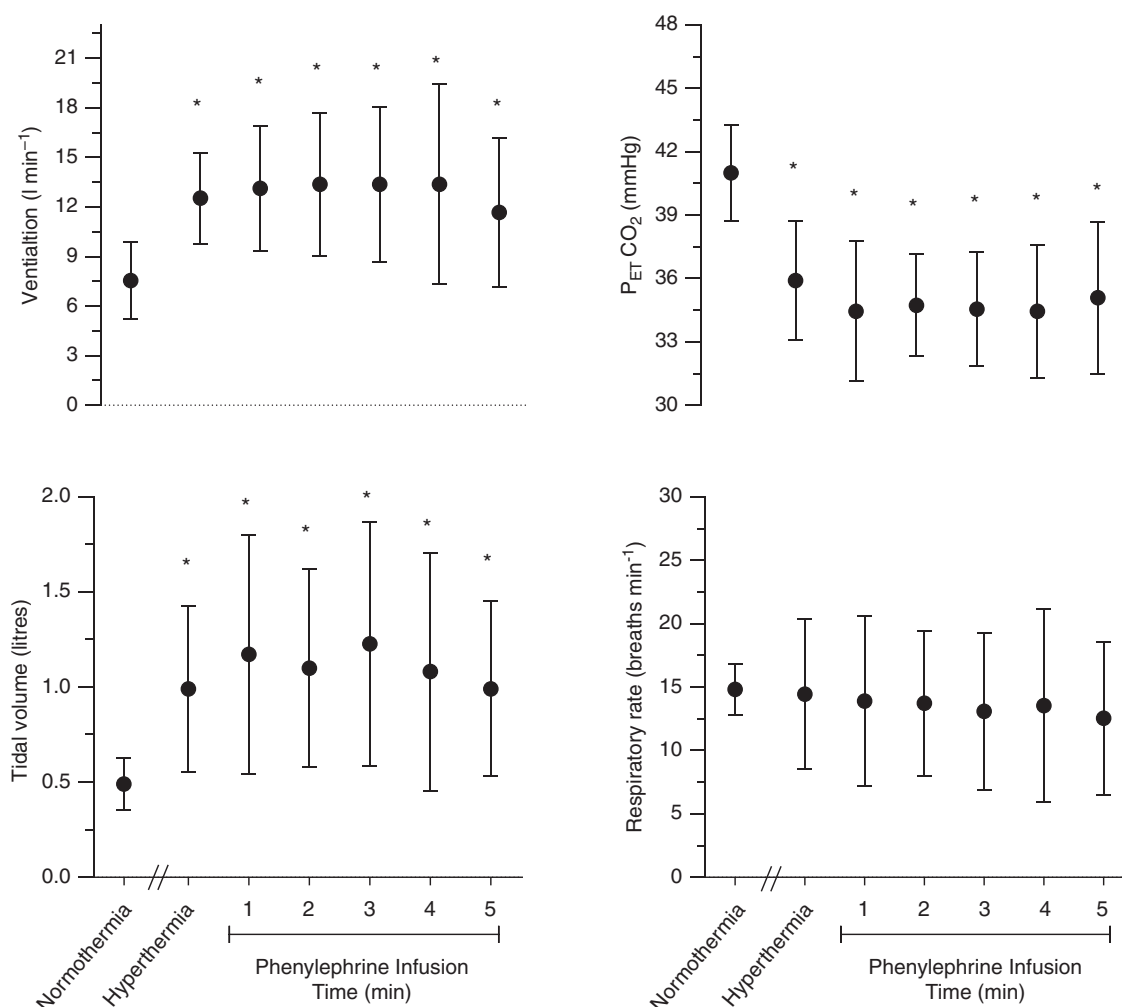 21
18
15
12
9
6
3
0
Ventialtion (l min⁻¹)
* * * * * *
48
45
42
39
36
33
30
P_ET CO₂ (mmHg)
* * * * * *
2.0
1.5
1.0
0.5
0.0
Tidal volume (litres)
* * * * * *
Normothermia
Hyperthermia
1 2 3 4 5
Phenylephrine Infusion
Time (min)
30
25
20
15
10
5
0
Respiratory rate (breaths min⁻¹)
Normothermia
Hyperthermia
1 2 3 4 5
Phenylephrine Infusion
Time (min)